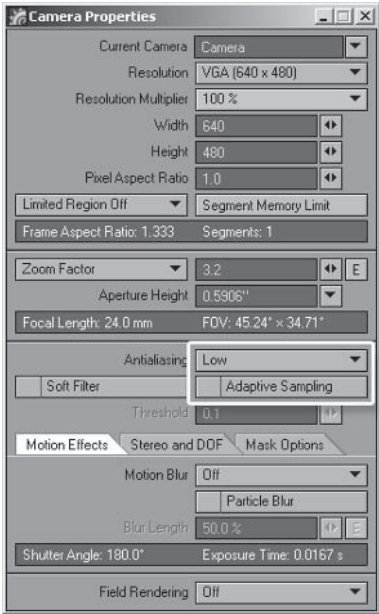 Camera Properties
Current Camera Camera
Resolution VGA (640 x 480)
Resolution Multiplier 100 %
Width 640
Height 480
Pixel Aspect Ratio 1.0
Limited Region Off Segment Memory Limit
Frame Aspect Ratio: 1.333 Segments: 1
Zoom Factor 3.2 E
Aperture Height 0.5906"
Focal Length: 24.0 mm FOV: 45.24° × 34.71°
Antialiasing Low
Soft Filter Adaptive Sampling
Threshold 0.1
Motion Effects Stereo and DOF Mask Options
Motion Blur Off
Particle Blur
Blur Length 50.0 % E
Shutter Angle: 180.0° Exposure Time: 0.0167 s
Field Rendering Off